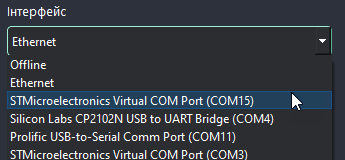 Інтерфейс
Ethernet
Offline
Ethernet
STMicroelectronics Virtual COM Port (COM15)
Silicon Labs CP2102N USB to UART Bridge (COM4)
Prolific USB-to-Serial Comm Port (COM11)
STMicroelectronics Virtual COM Port (COM3)